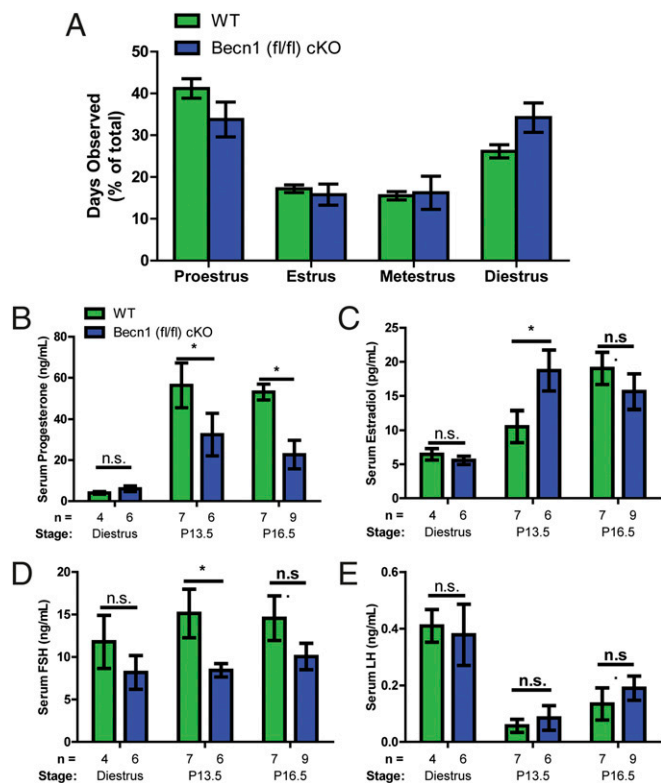 A
WT
Becn1 (fl/fl) cKO
Days Observed
(% of total)
50
40
30
20
10
0
Proestrus Estrus Metestrus Diestrus
B
WT
Becn1 (fl/fl) cKO
Serum Progesterone (ng/mL)
80
60
40
20
0
n.s.
*
*
n = 4 6 7 6 7 9
Stage: Diestrus P13.5 P16.5
C
Serum Estradiol (pg/mL)
25
20
15
10
5
0
n.s.
*
n.s
.
n = 4 6 7 6 7 9
Stage: Diestrus P13.5 P16.5
D
Serum FSH (ng/mL)
20
15
10
5
0
n.s.
*
n.s
.
n = 4 6 7 6 7 9
Stage: Diestrus P13.5 P16.5
E
Serum LH (ng/mL)
0.6
0.4
0.2
0.0
n.s.
n.s.
n.s
.
n = 4 6 7 6 7 9
Stage: Diestrus P13.5 P16.5